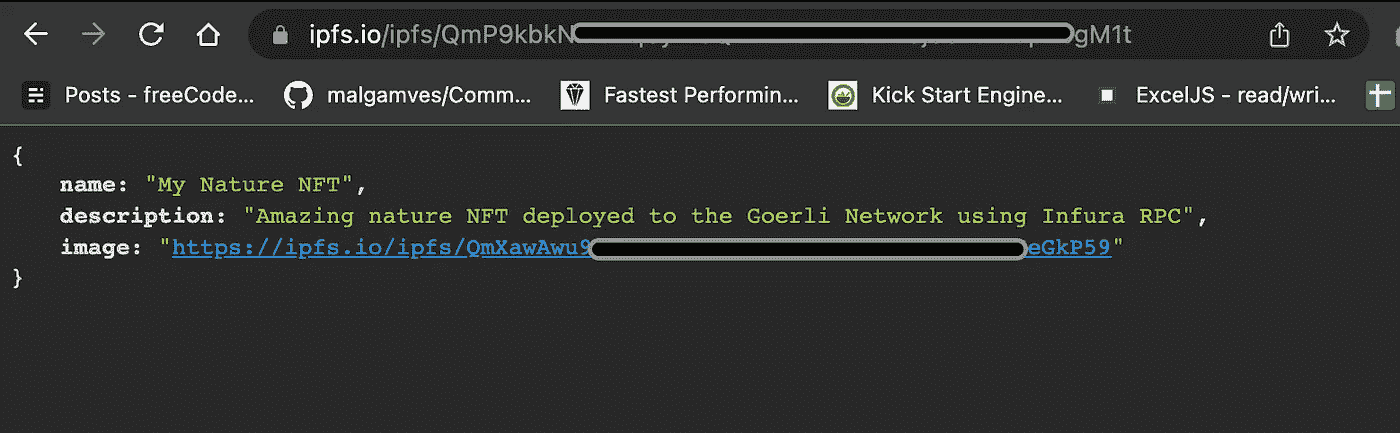 ipfs.io/ipfs/QmP9kbkN gM1t
Posts - freeCode... malgamves/Comm... Fastest Performin... Kick Start Engine... ExcelJS - read/wri...
{
name: "My Nature NFT",
description: "Amazing nature NFT deployed to the Goerli Network using Infura RPC",
image: "https://ipfs.io/ipfs/QmXawAwu9 eGkP59"
}